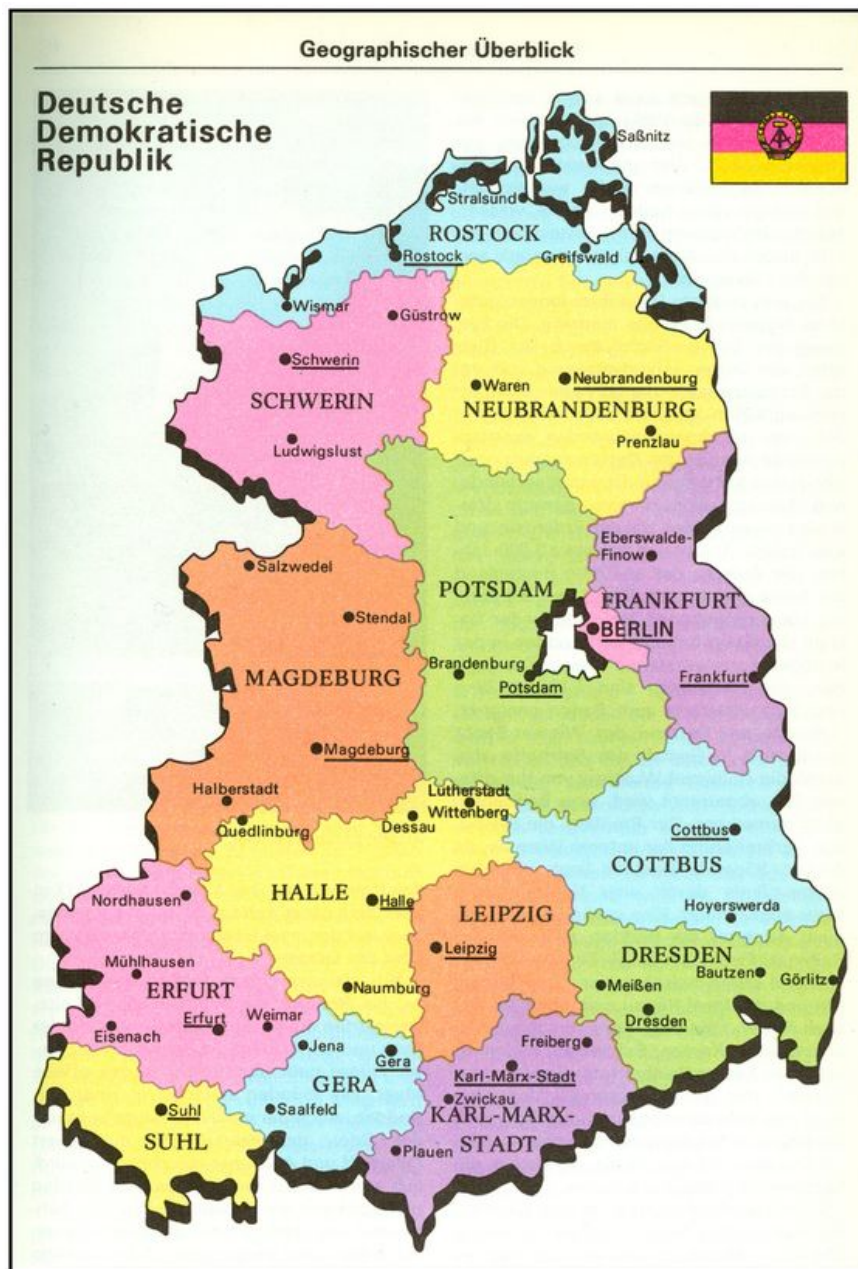 Geographischer Überblick
Deutsche
Demokratische
Republik
Saßnitz
Stralsund
ROSTOCK
Rostock
Greifswald
Wismar
Güstrow
Schwerin
Waren
Neubrandenburg
SCHWERIN
NEUBRANDENBURG
Ludwigslust
Prenzlau
Eberswalde-
Finow
Salzwedel
POTSDAM
FRANKFURT
Stendal
BERLIN
Brandenburg
Potsdam
Frankfurt
MAGDEBURG
Magdeburg
Halberstadt
Quedlinburg
Lutherstadt
Wittenberg
Dessau
Cottbus
COTTBUS
HALLE
Halle
Nordhausen
LEIPZIG
Leipzig
Hoyerswerda
DRESDEN
Bautzen
Görlitz
Meißen
Dresden
Mühlhausen
ERFURT
Naumburg
Eisenach
Erfurt
Weimar
Jena
Gera
GERA
Freiberg
Karl-Marx-Stadt
Zwickau
KARL-MARX-
STADT
Suhl
SUHL
Saalfeld
Plauen